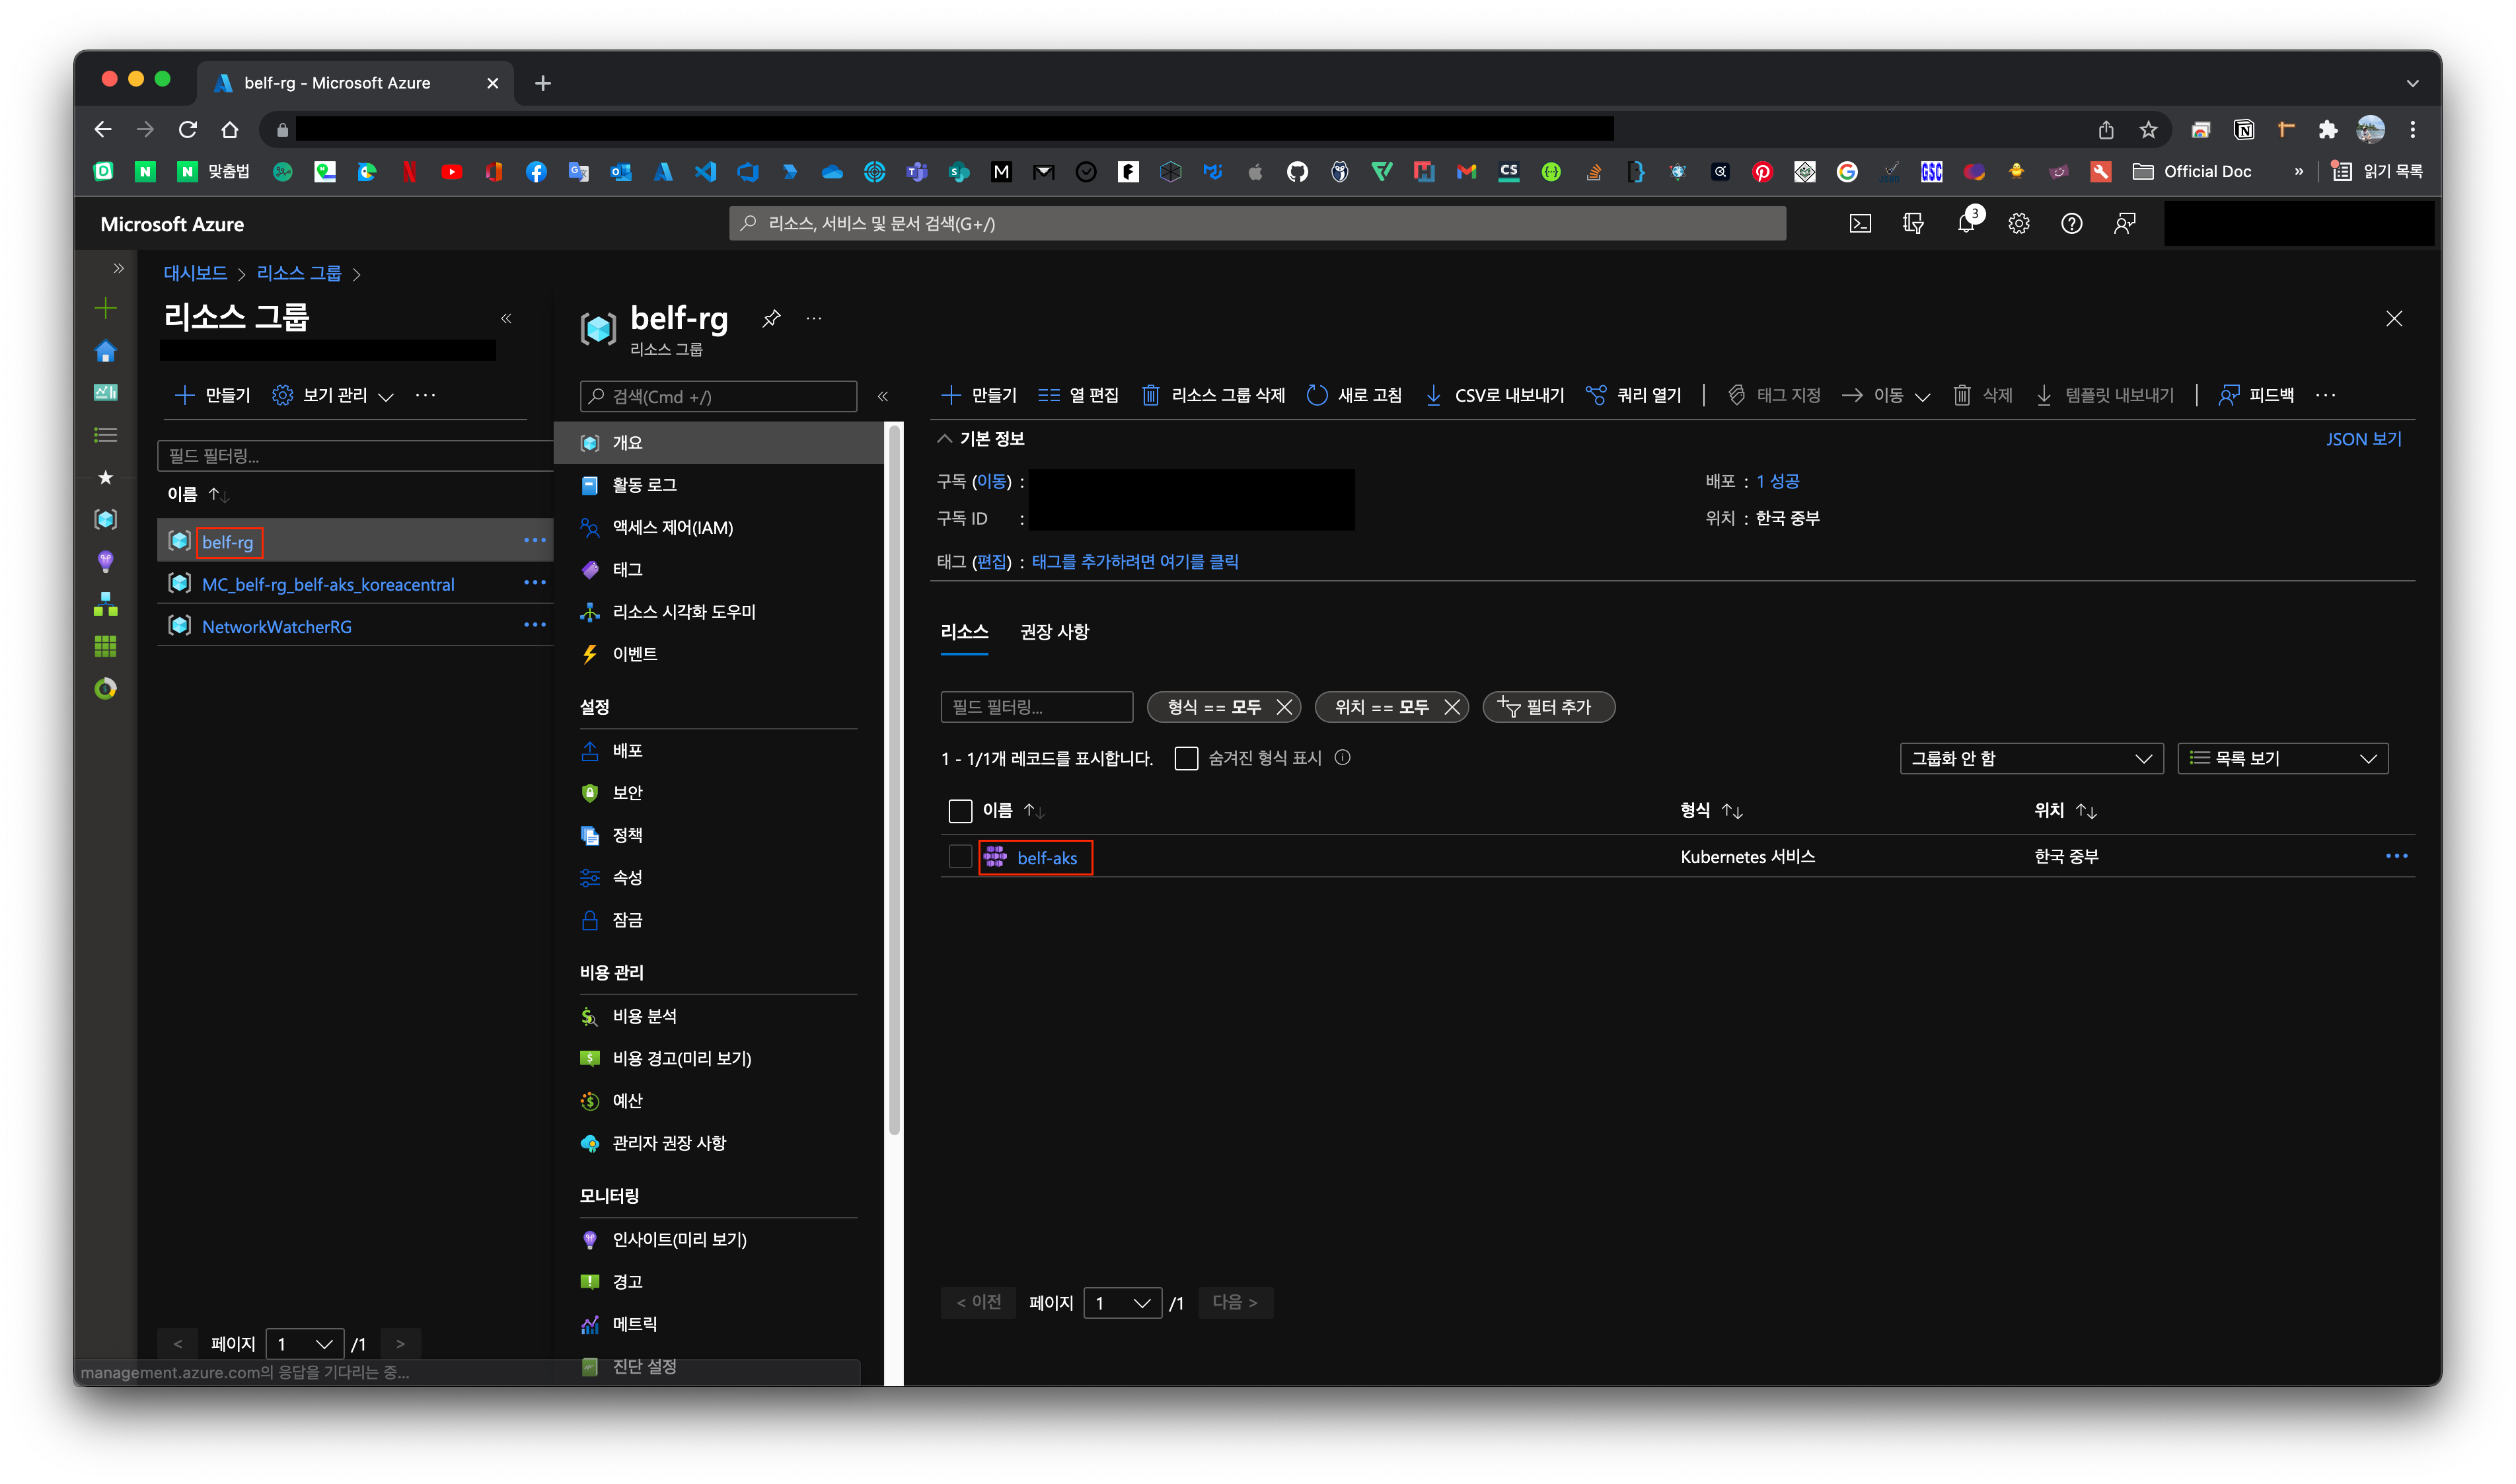 belf-rg - Microsoft Azure
맞춤법
Official Doc
»
읽기 목록
Microsoft Azure
리소스, 서비스 및 문서 검색(G+/)
3
대시보드 > 리소스 그룹 >
리소스 그룹
만들기
보기 관리
필드 필터링...
이름
belf-rg
MC_belf-rg_belf-aks_koreacentral
NetworkWatcherRG
< 페이지 1 /1 >
management.azure.com의 응답을 기다리는 중...
belf-rg
리소스 그룹
검색(Cmd +/)
개요
활동 로그
액세스 제어(IAM)
태그
리소스 시각화 도우미
이벤트
설정
배포
보안
정책
속성
잠금
비용 관리
비용 분석
비용 경고(미리 보기)
예산
관리자 권장 사항
모니터링
인사이트(미리 보기)
경고
메트릭
진단 설정
만들기 열 편집 리소스 그룹 삭제 새로 고침 CSV로 내보내기 쿼리 열기 태그 지정 이동 삭제 템플릿 내보내기 피드백
기본 정보
JSON 보기
구독 (이동) :
배포 : 1 성공
구독 ID :
위치 : 한국 중부
태그 (편집) : 태그를 추가하려면 여기를 클릭
리소스 권장 사항
필드 필터링... 형식 == 모두 위치 == 모두 필터 추가
1 - 1/1개 레코드를 표시합니다. 숨겨진 형식 표시
그룹화 안 함 목록 보기
이름 형식 위치
belf-aks Kubernetes 서비스 한국 중부
< 이전 페이지 1 /1 다음 >